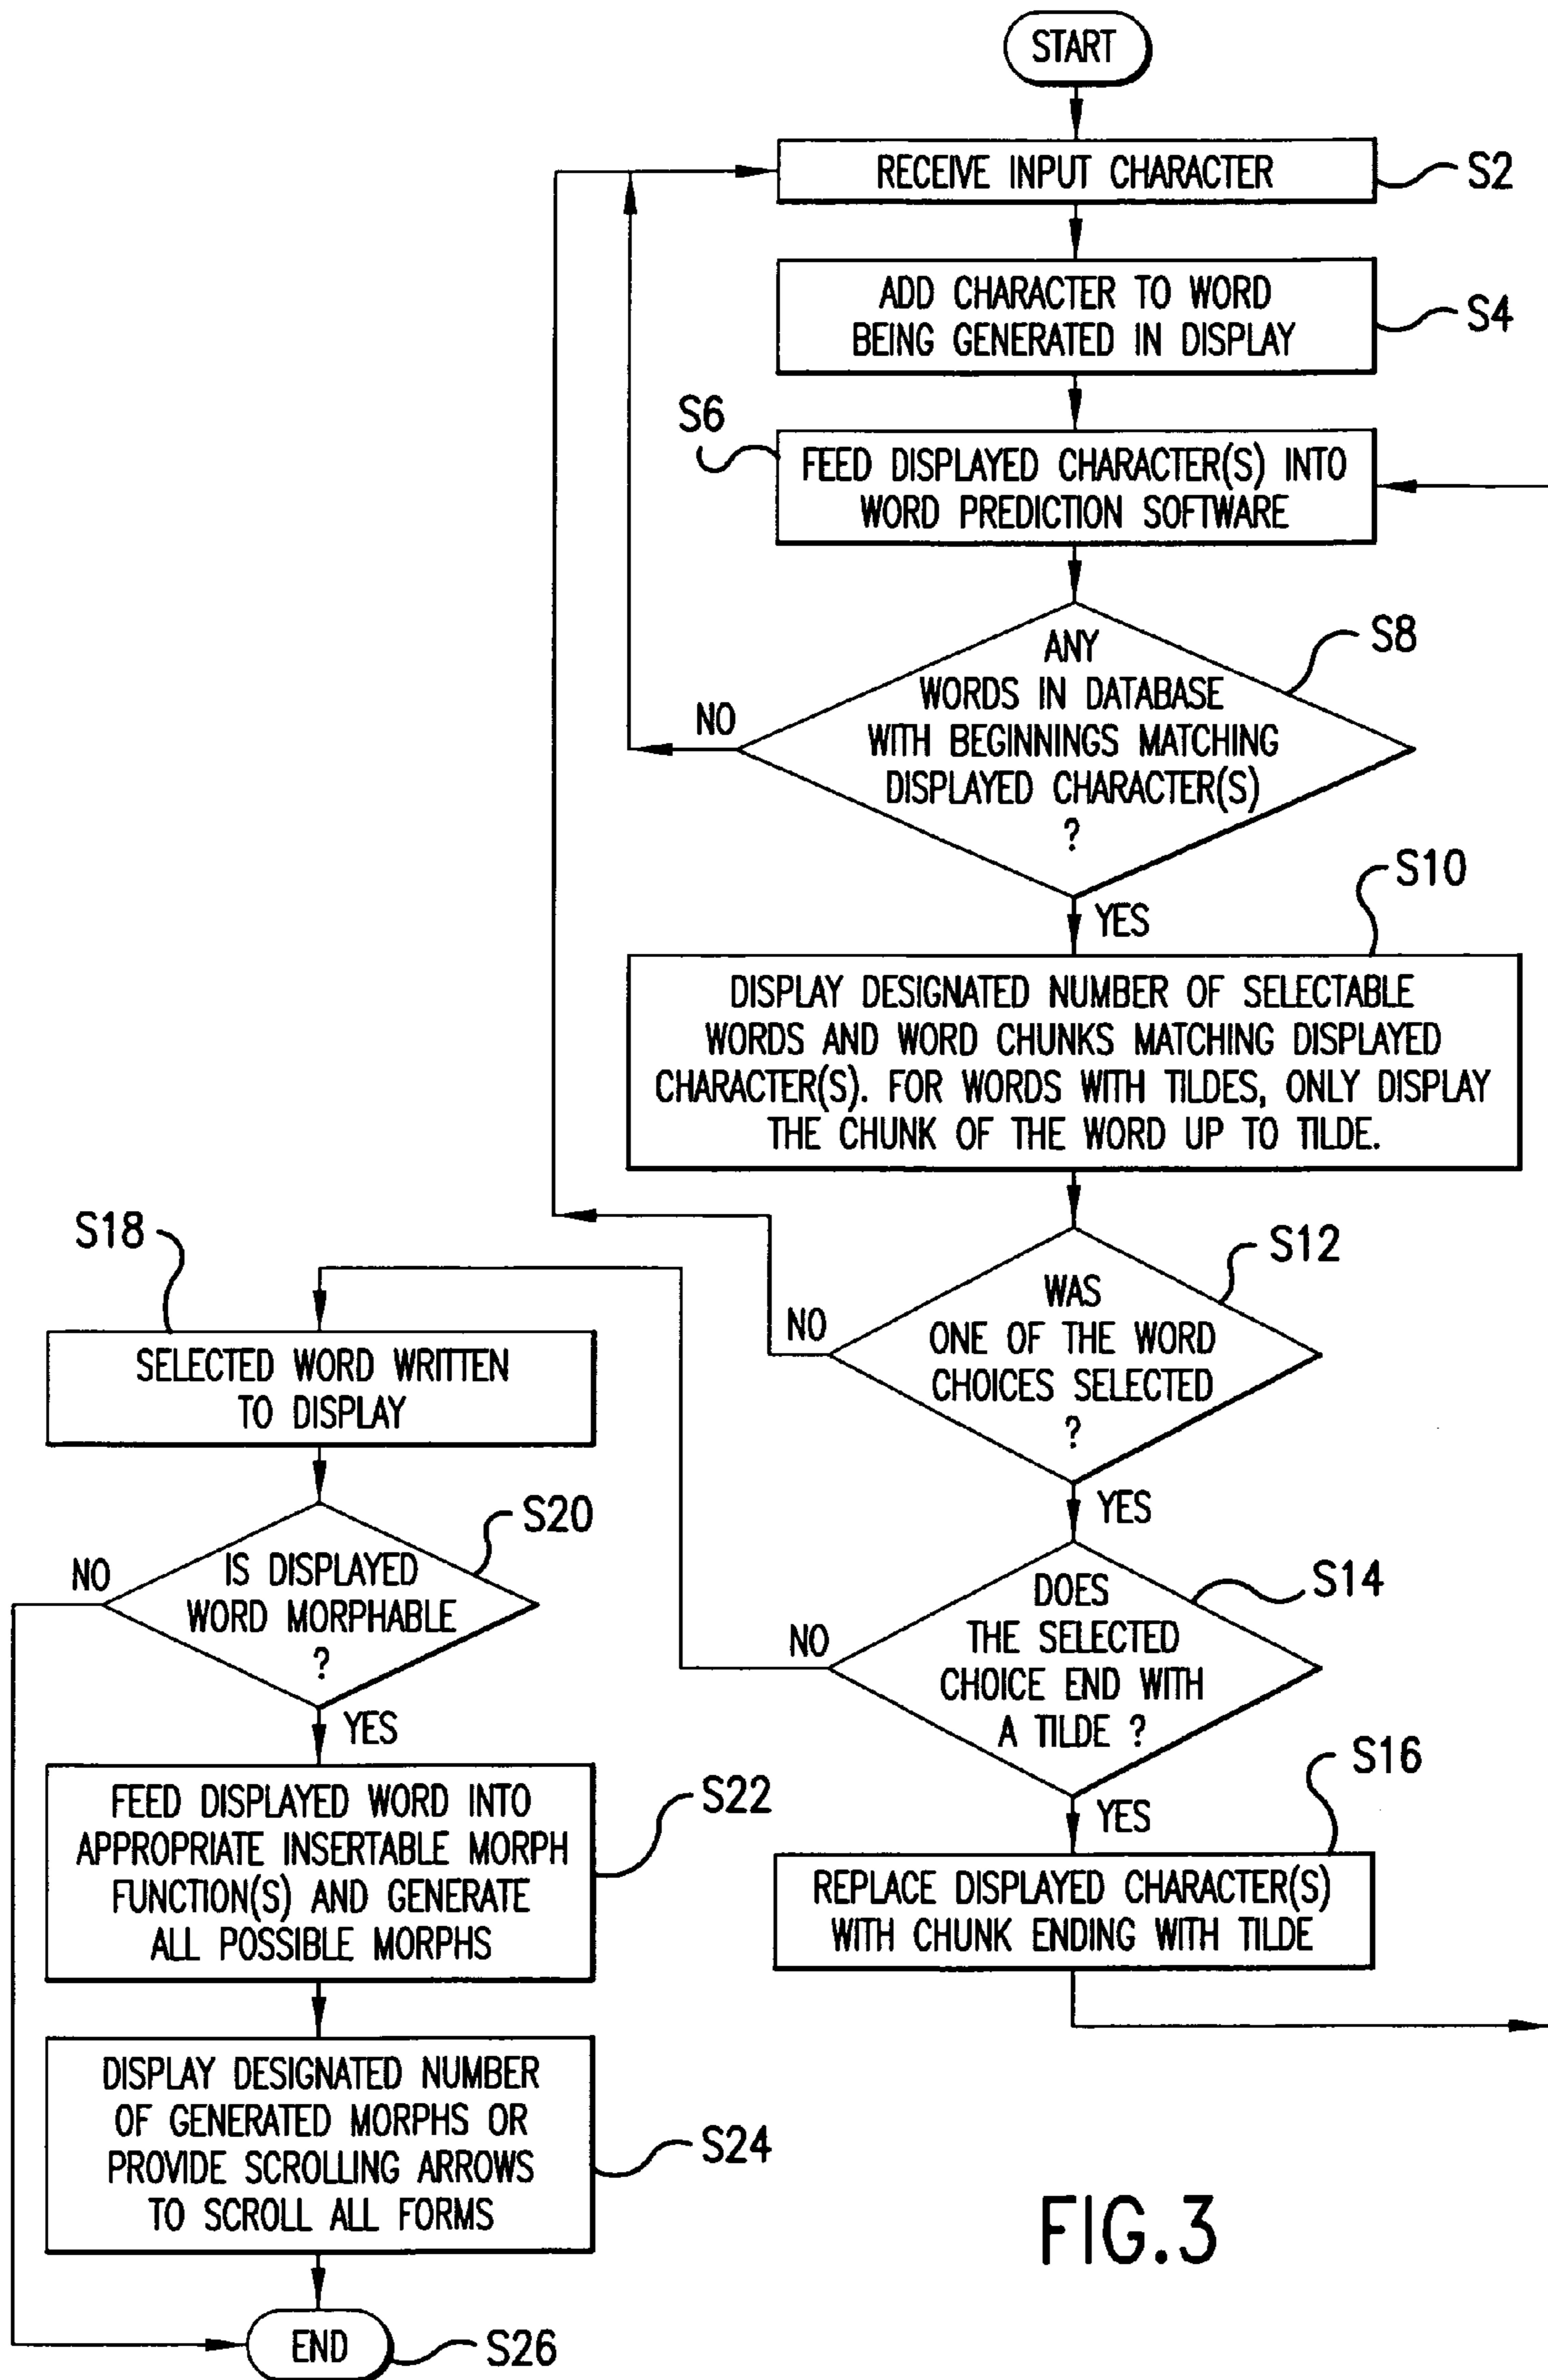 START
RECEIVE INPUT CHARACTER
S2
ADD CHARACTER TO WORD
BEING GENERATED IN DISPLAY
S4
S6
FEED DISPLAYED CHARACTER(S) INTO
WORD PREDICTION SOFTWARE
ANY
WORDS IN DATABASE
WITH BEGINNINGS MATCHING
DISPLAYED CHARACTER(S)
?
S8
NO
YES
S10
DISPLAY DESIGNATED NUMBER OF SELECTABLE
WORDS AND WORD CHUNKS MATCHING DISPLAYED
CHARACTER(S). FOR WORDS WITH TILDES, ONLY DISPLAY
THE CHUNK OF THE WORD UP TO TILDE.
S12
WAS
ONE OF THE WORD
CHOICES SELECTED
?
NO
YES
S14
DOES
THE SELECTED
CHOICE END WITH
A TILDE ?
NO
YES
S16
REPLACE DISPLAYED CHARACTER(S)
WITH CHUNK ENDING WITH TILDE
S18
SELECTED WORD WRITTEN
TO DISPLAY
S20
IS DISPLAYED
WORD MORPHABLE
?
NO
YES
FEED DISPLAYED WORD INTO
APPROPRIATE INSERTABLE MORPH
FUNCTION(S) AND GENERATE
ALL POSSIBLE MORPHS
S22
DISPLAY DESIGNATED NUMBER
OF GENERATED MORPHS OR
PROVIDE SCROLLING ARROWS
TO SCROLL ALL FORMS
S24
END
S26
FIG.3